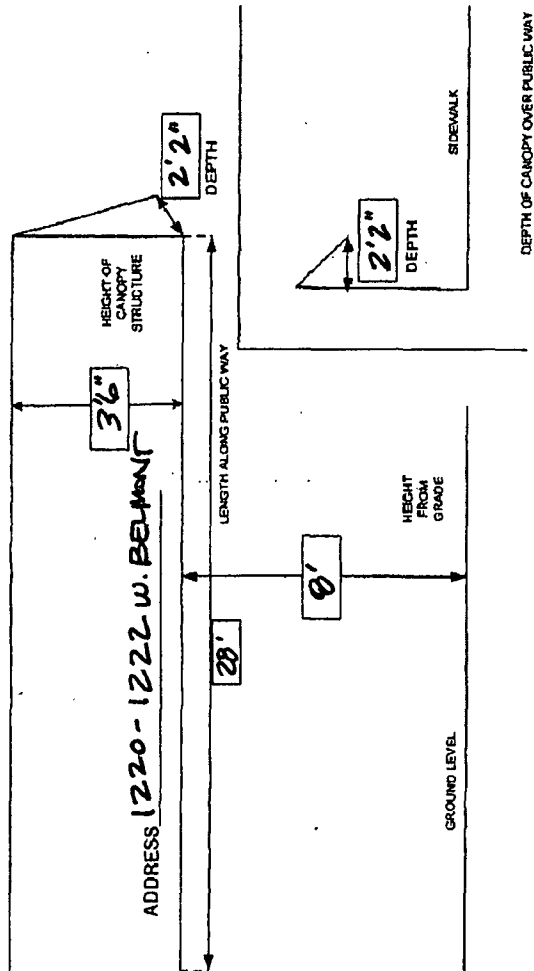 ADDRESS 1220 - 1222 W. BELMONT
3'6"
HEIGHT OF
CANOPY
STRUCTURE
2'2"
DEPTH
LENGTH ALONG PUBLIC WAY
28'
8'
HEIGHT
FROM
GRADE
GROUND LEVEL
2'2"
DEPTH
SIDEWALK
DEPTH OF CANOPY OVER PUBLIC WAY